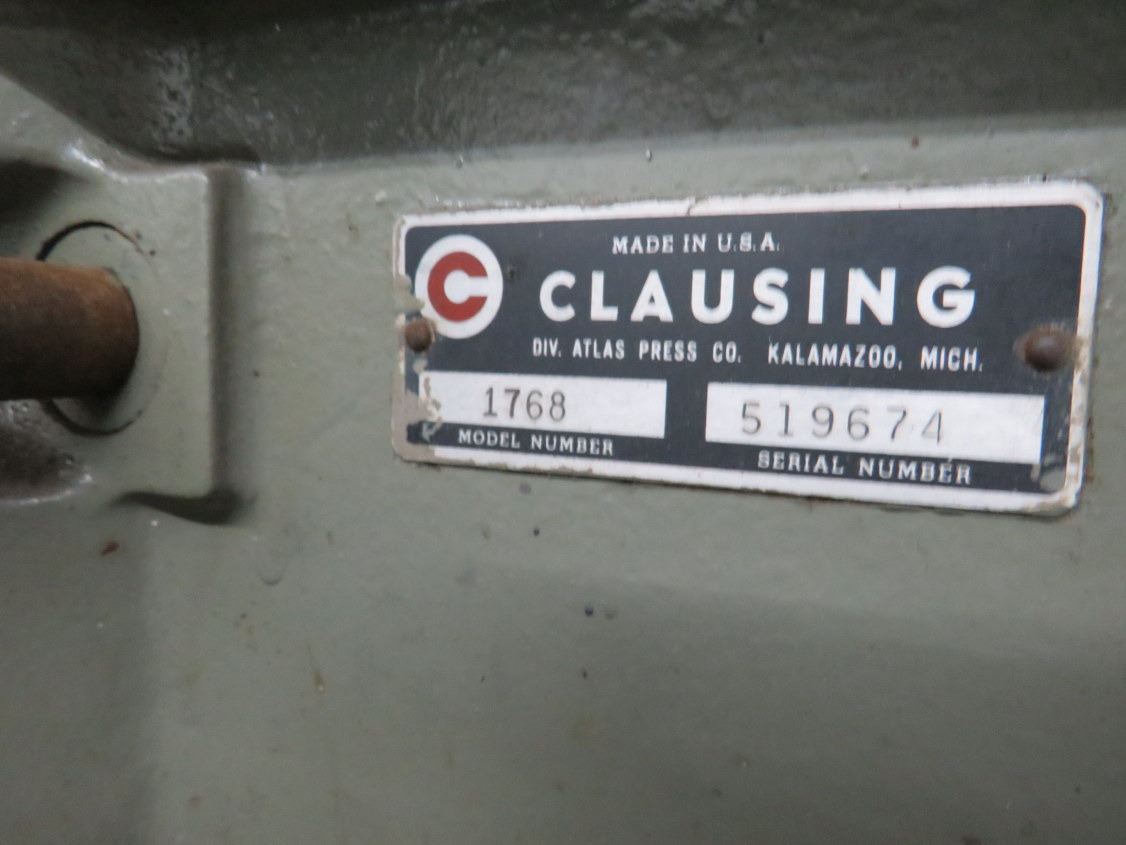 MADE IN U.S.A.
C CLAUSING
DIV. ATLAS PRESS CO. KALAMAZOO, MICH.
1768 519674
MODEL NUMBER SERIAL NUMBER